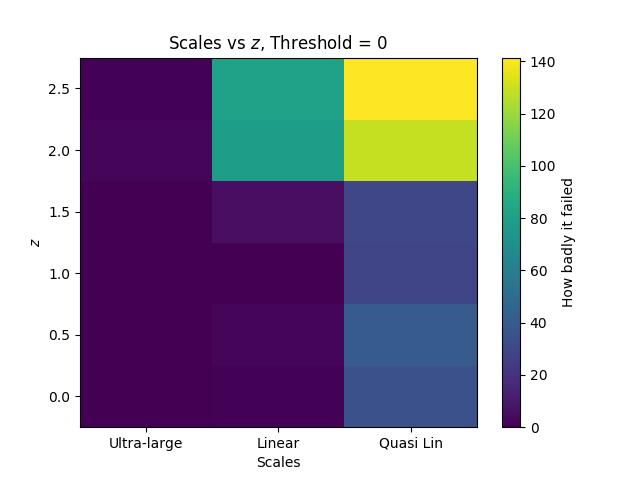 Scales vs z, Threshold = 0
2.5
2.0
1.5
1.0
0.5
0.0
z
Ultra-large
Linear
Quasi Lin
Scales
140
120
100
80
60
40
20
0
How badly it failed